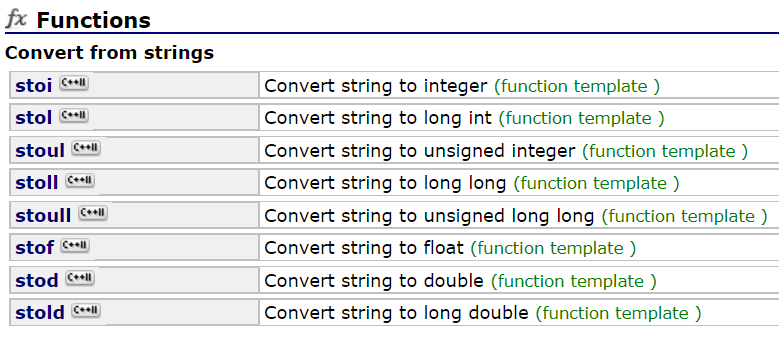 fx Functions
Convert from strings
stoi C++11 Convert string to integer (function template )
stol C++11 Convert string to long int (function template )
stoul C++11 Convert string to unsigned integer (function template )
stoll C++11 Convert string to long long (function template )
stoull C++11 Convert string to unsigned long long (function template )
stof C++11 Convert string to float (function template )
stod C++11 Convert string to double (function template )
stold C++11 Convert string to long double (function template )